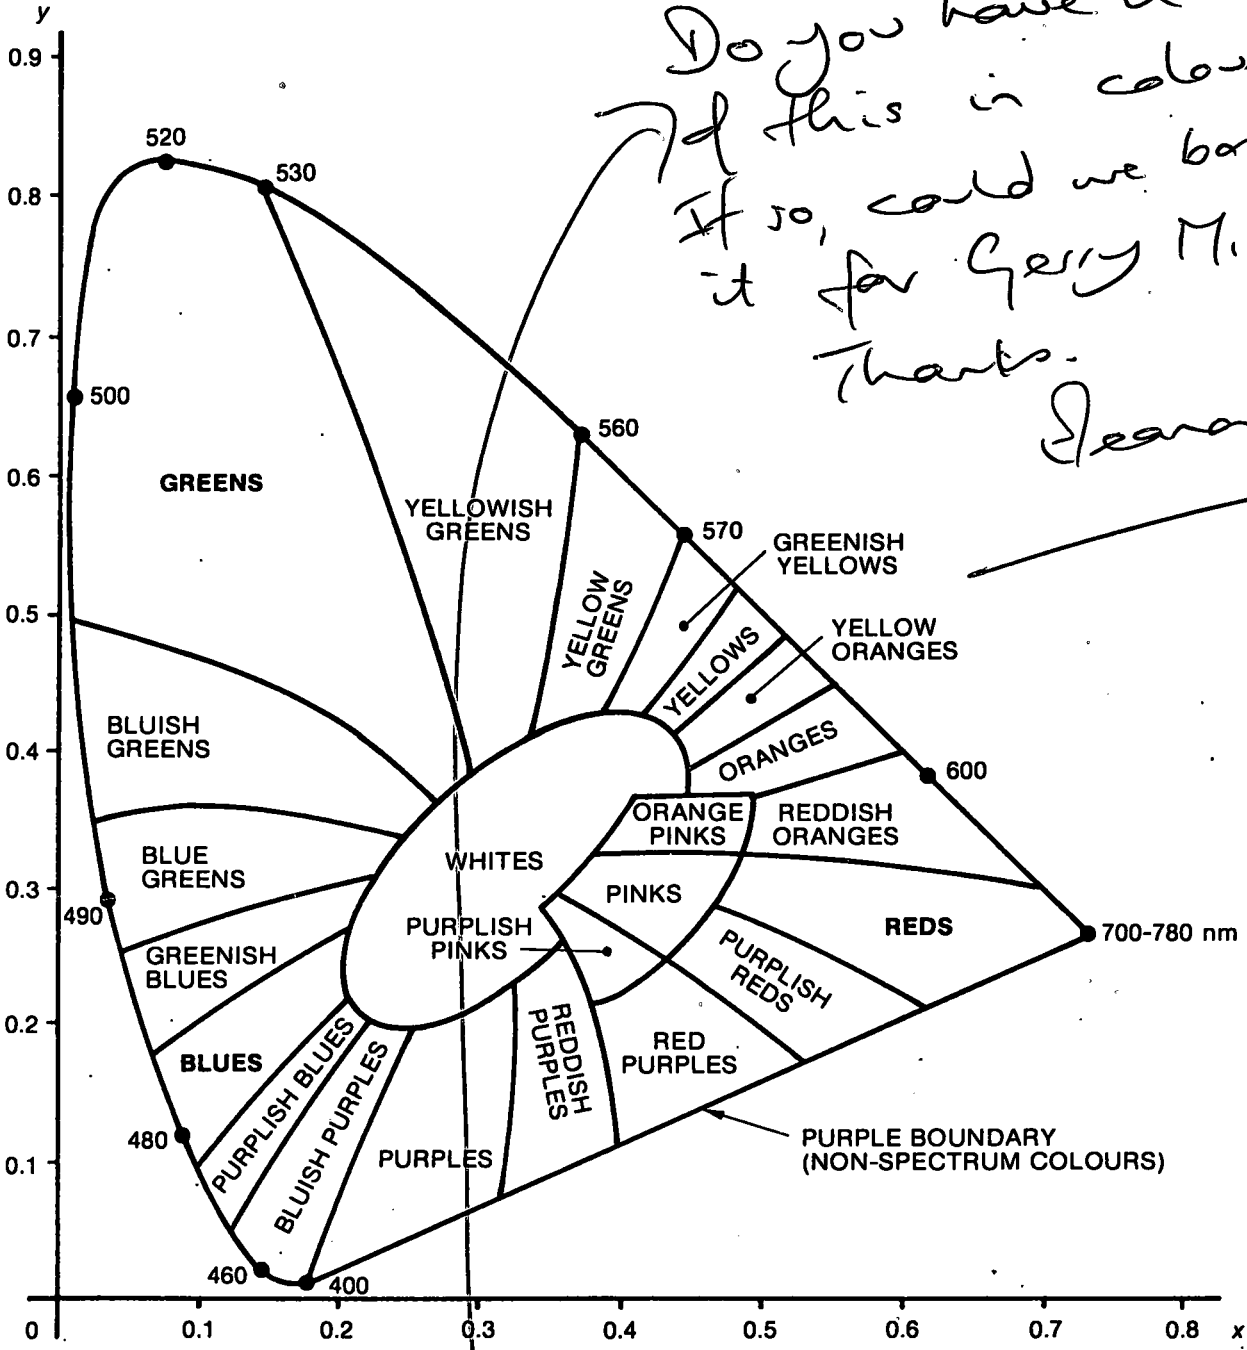 y
Do you have a
of this in colou
If so, could we bo
it for Gerry M.
Thanks.
0.9
0.8
0.7
0.6
0.5
0.4
0.3
0.2
0.1
0
0.1
0.2
0.3
0.4
0.5
0.6
0.7
0.8
x
520
530
500
560
570
600
700-780 nm
490
480
460
400
GREENS
YELLOWISH
GREENS
YELLOW
GREENS
GREENISH
YELLOWS
YELLOWS
YELLOW
ORANGES
ORANGES
BLUISH
GREENS
BLUE
GREENS
GREENISH
BLUES
BLUES
PURPLISH BLUES
BLUISH PURPLES
PURPLES
REDDISH
PURPLES
RED
PURPLES
PURPLISH
REDS
REDS
REDDISH
ORANGES
ORANGE
PINKS
PINKS
PURPLISH
PINKS
WHITES
PURPLE BOUNDARY
(NON-SPECTRUM COLOURS)